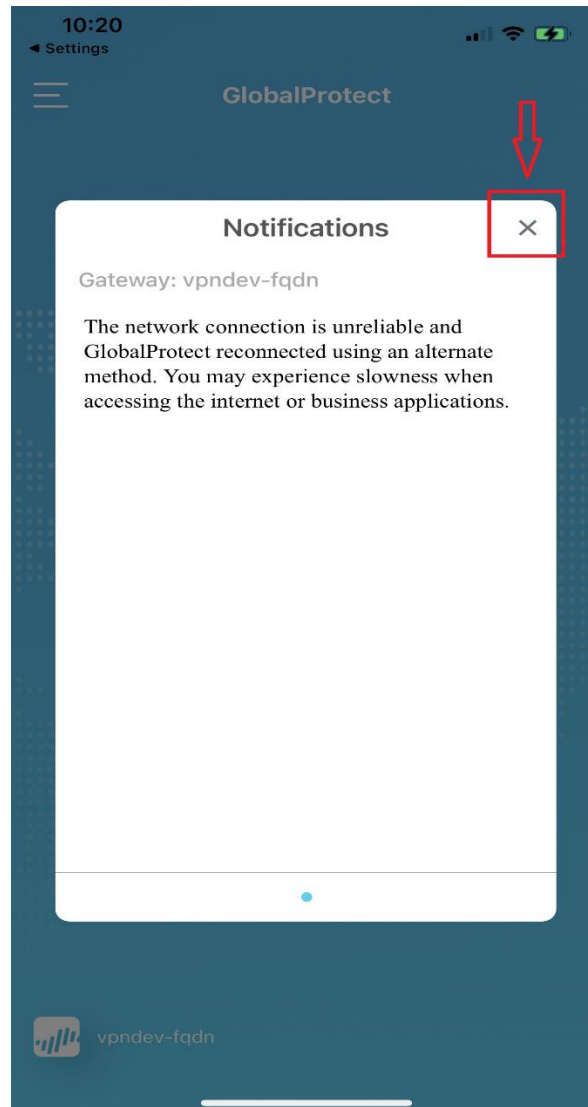 10:20
◀ Settings
GlobalProtect
Notifications
Gateway: vpndev-fqdn
The network connection is unreliable and
GlobalProtect reconnected using an alternate
method. You may experience slowness when
accessing the internet or business applications.
vpndev-fqdn